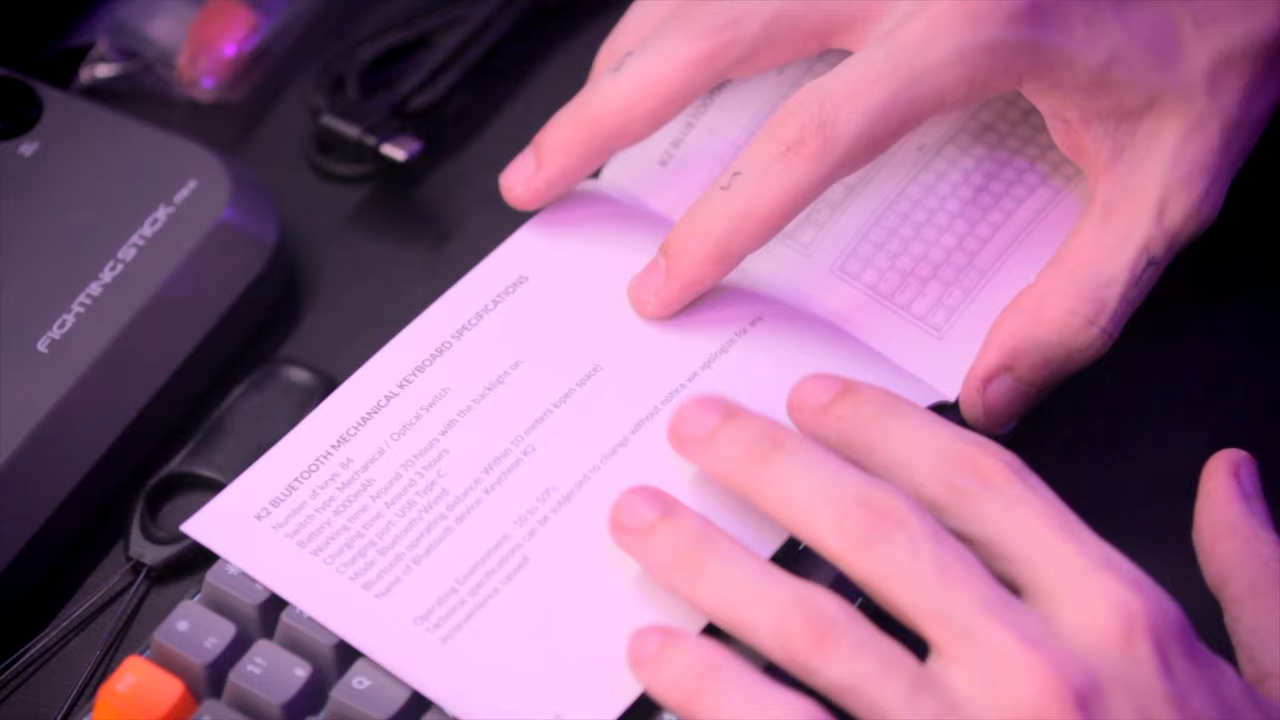 FIGHTING STICK
K2 BLUETOOTH
K2 BLUETOOTH MECHANICAL KEYBOARD SPECIFICATIONS
Number of keys: 84
Switch type: Mechanical / Optical Switch
Battery: 4000mAh
Working time: Around 70 hours with the backlight on
Charging time: Around 3 hours
Charging port: USB Type-C
Mode: Bluetooth/Wired
Bluetooth operating distance: Within 10 meters (open space)
Name of Bluetooth device: Keychron K2
Operating Environment: -10 to 50℃
Technical specifications can be subjected to change without notice we apologize for any
inconvenience caused
Q